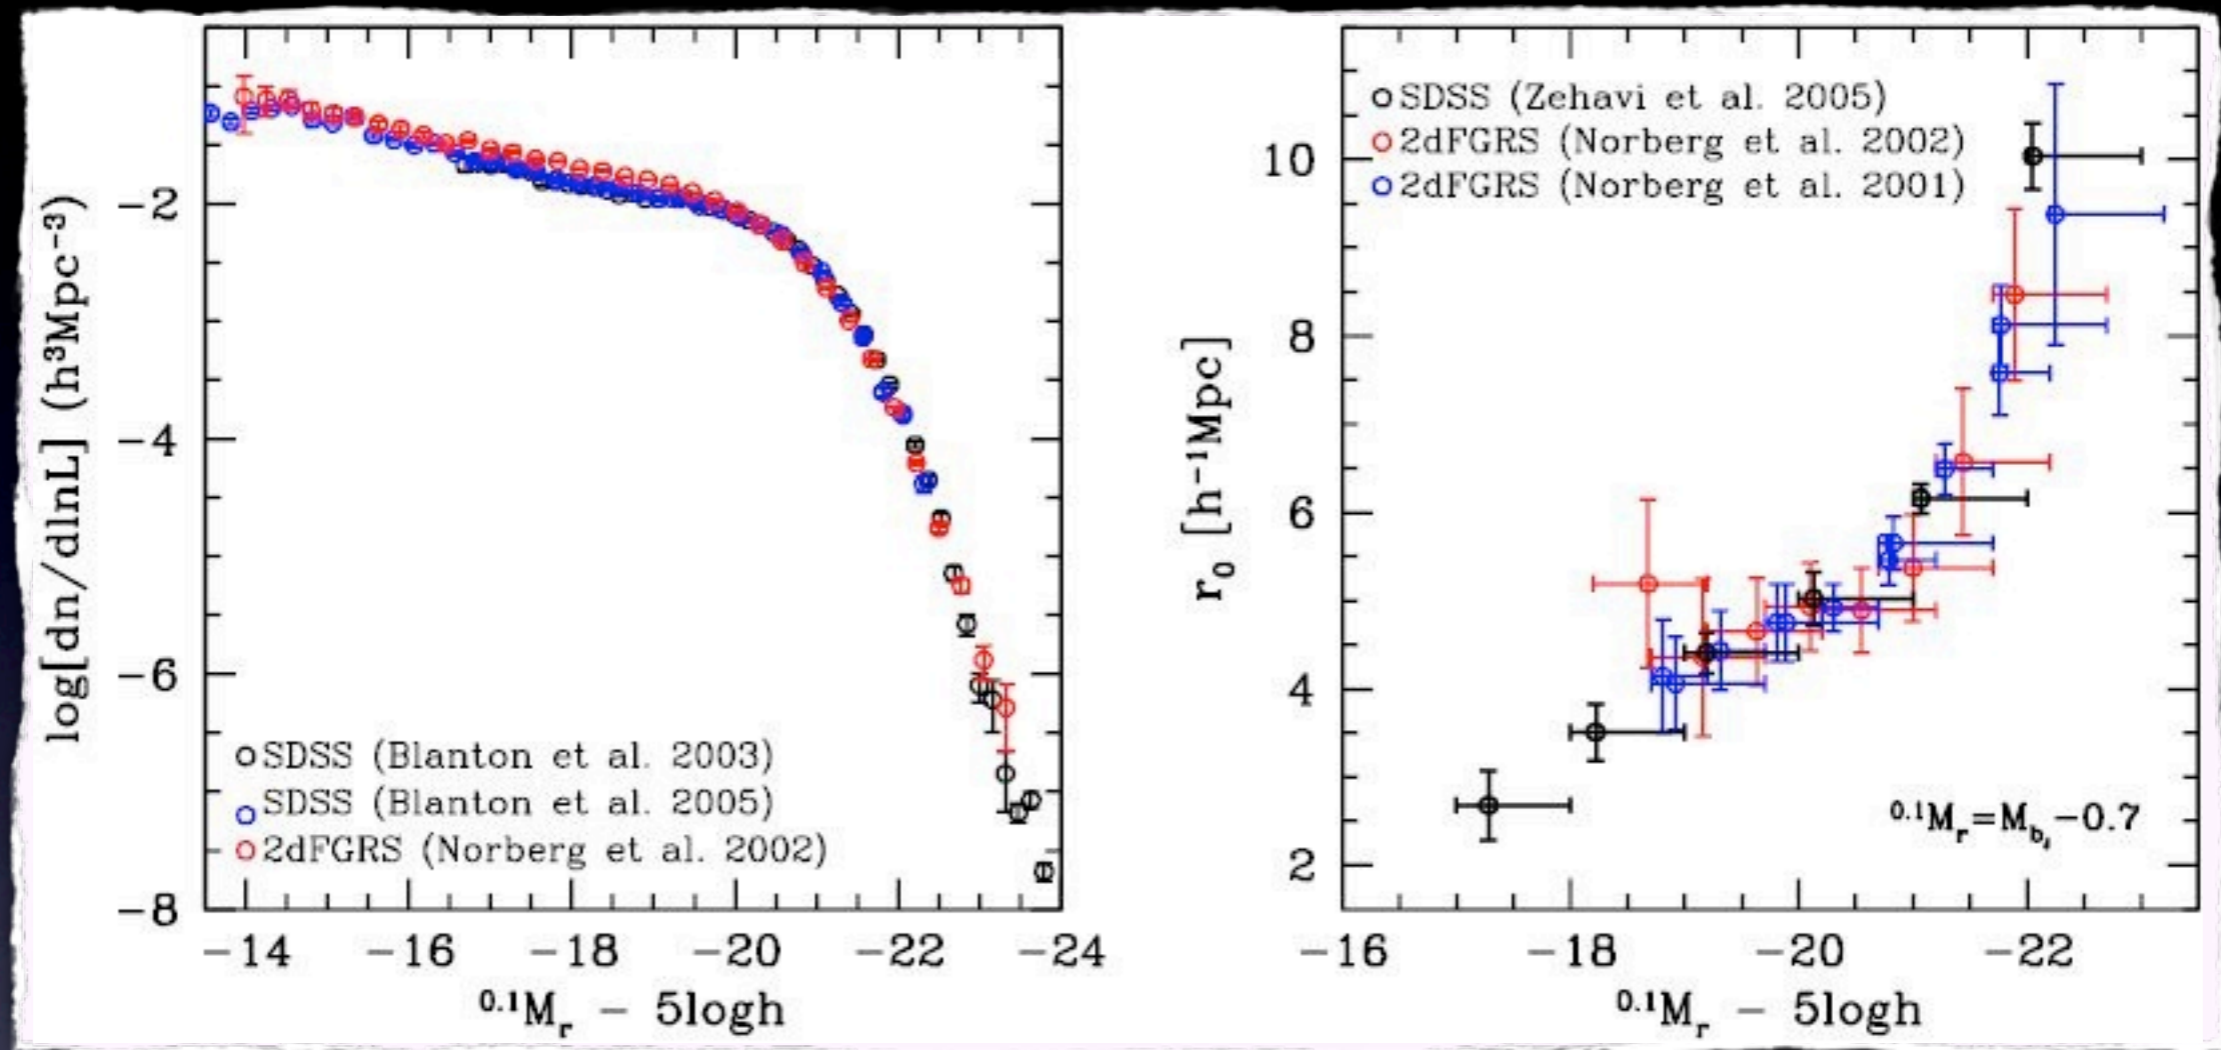 log[dn/dlnL] (h³Mpc⁻³)
−2
−4
−6
−8
SDSS (Blanton et al. 2003)
SDSS (Blanton et al. 2005)
2dFGRS (Norberg et al. 2002)
−14 −16 −18 −20 −22 −24
⁰·¹Mᵣ − 5logh
r₀ [h⁻¹Mpc]
10
8
6
4
2
SDSS (Zehavi et al. 2005)
2dFGRS (Norberg et al. 2002)
2dFGRS (Norberg et al. 2001)
⁰·¹Mᵣ=M_bⱼ−0.7
−16 −18 −20 −22
⁰·¹Mᵣ − 5logh